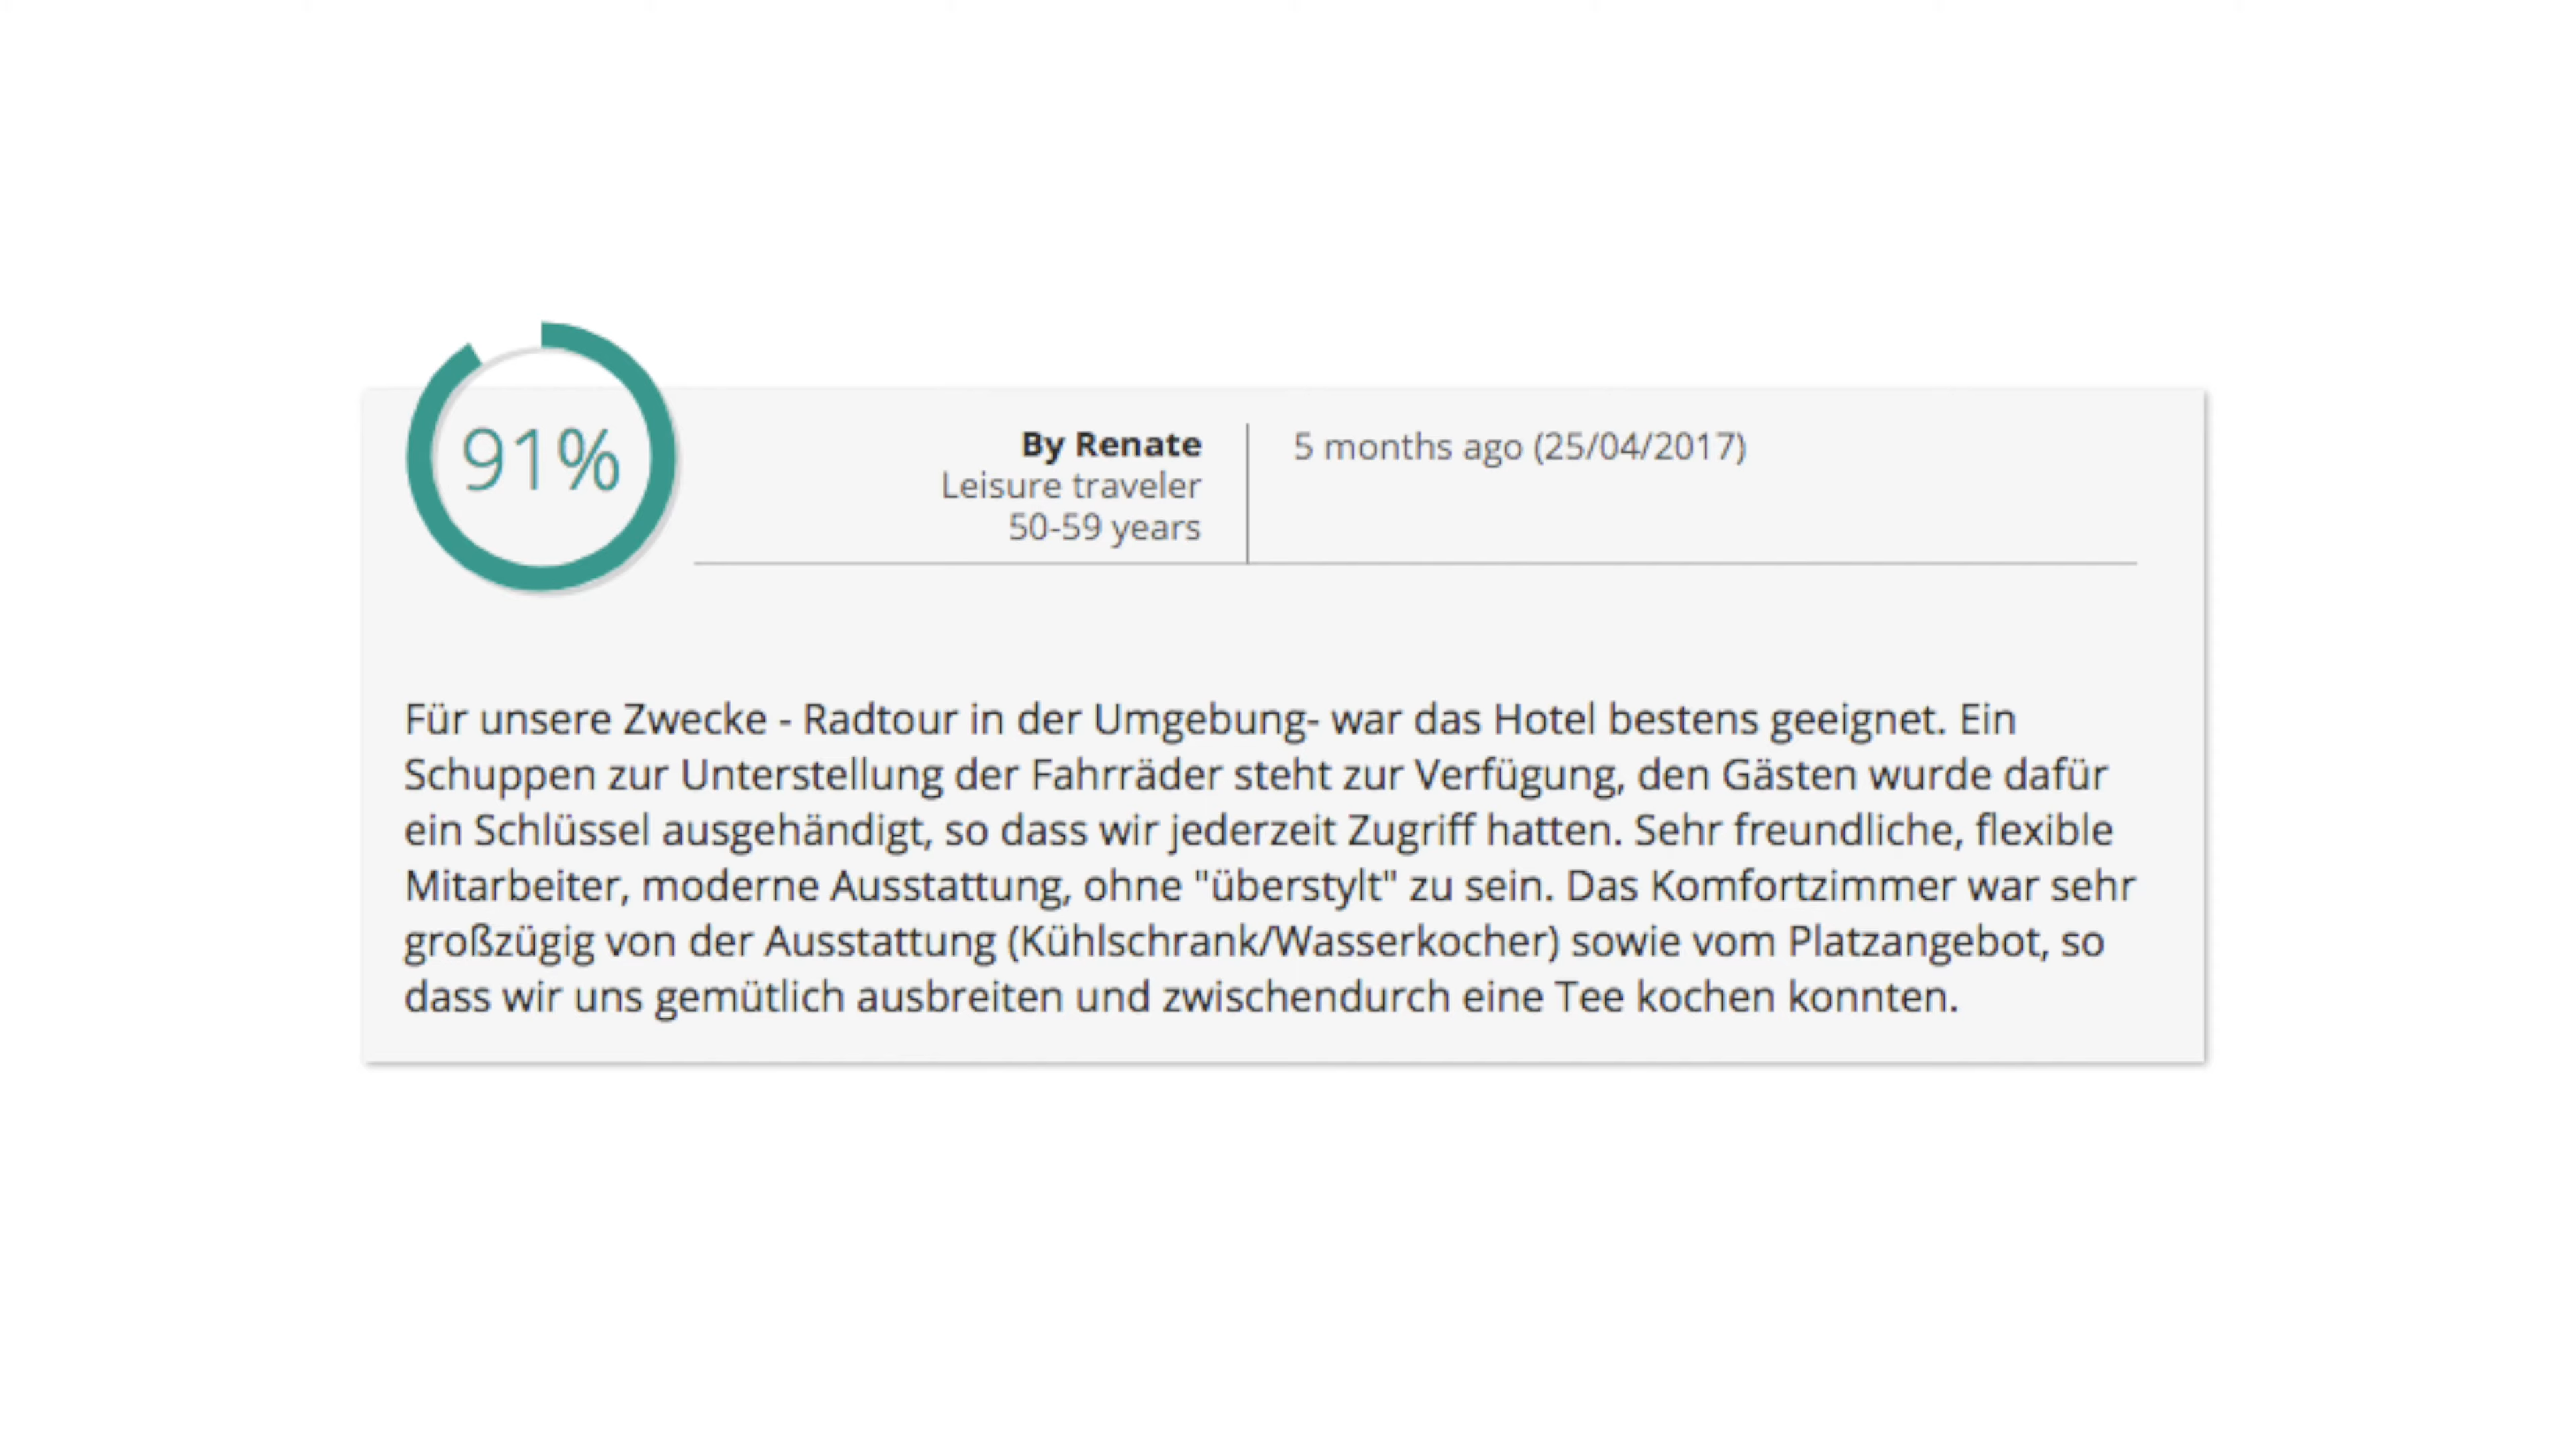 91%
By Renate
Leisure traveler
50-59 years
5 months ago (25/04/2017)
Für unsere Zwecke - Radtour in der Umgebung- war das Hotel bestens geeignet. Ein
Schuppen zur Unterstellung der Fahrräder steht zur Verfügung, den Gästen wurde dafür
ein Schlüssel ausgehändigt, so dass wir jederzeit Zugriff hatten. Sehr freundliche, flexible
Mitarbeiter, moderne Ausstattung, ohne "überstylt" zu sein. Das Komfortzimmer war sehr
großzügig von der Ausstattung (Kühlschrank/Wasserkocher) sowie vom Platzangebot, so
dass wir uns gemütlich ausbreiten und zwischendurch eine Tee kochen konnten.